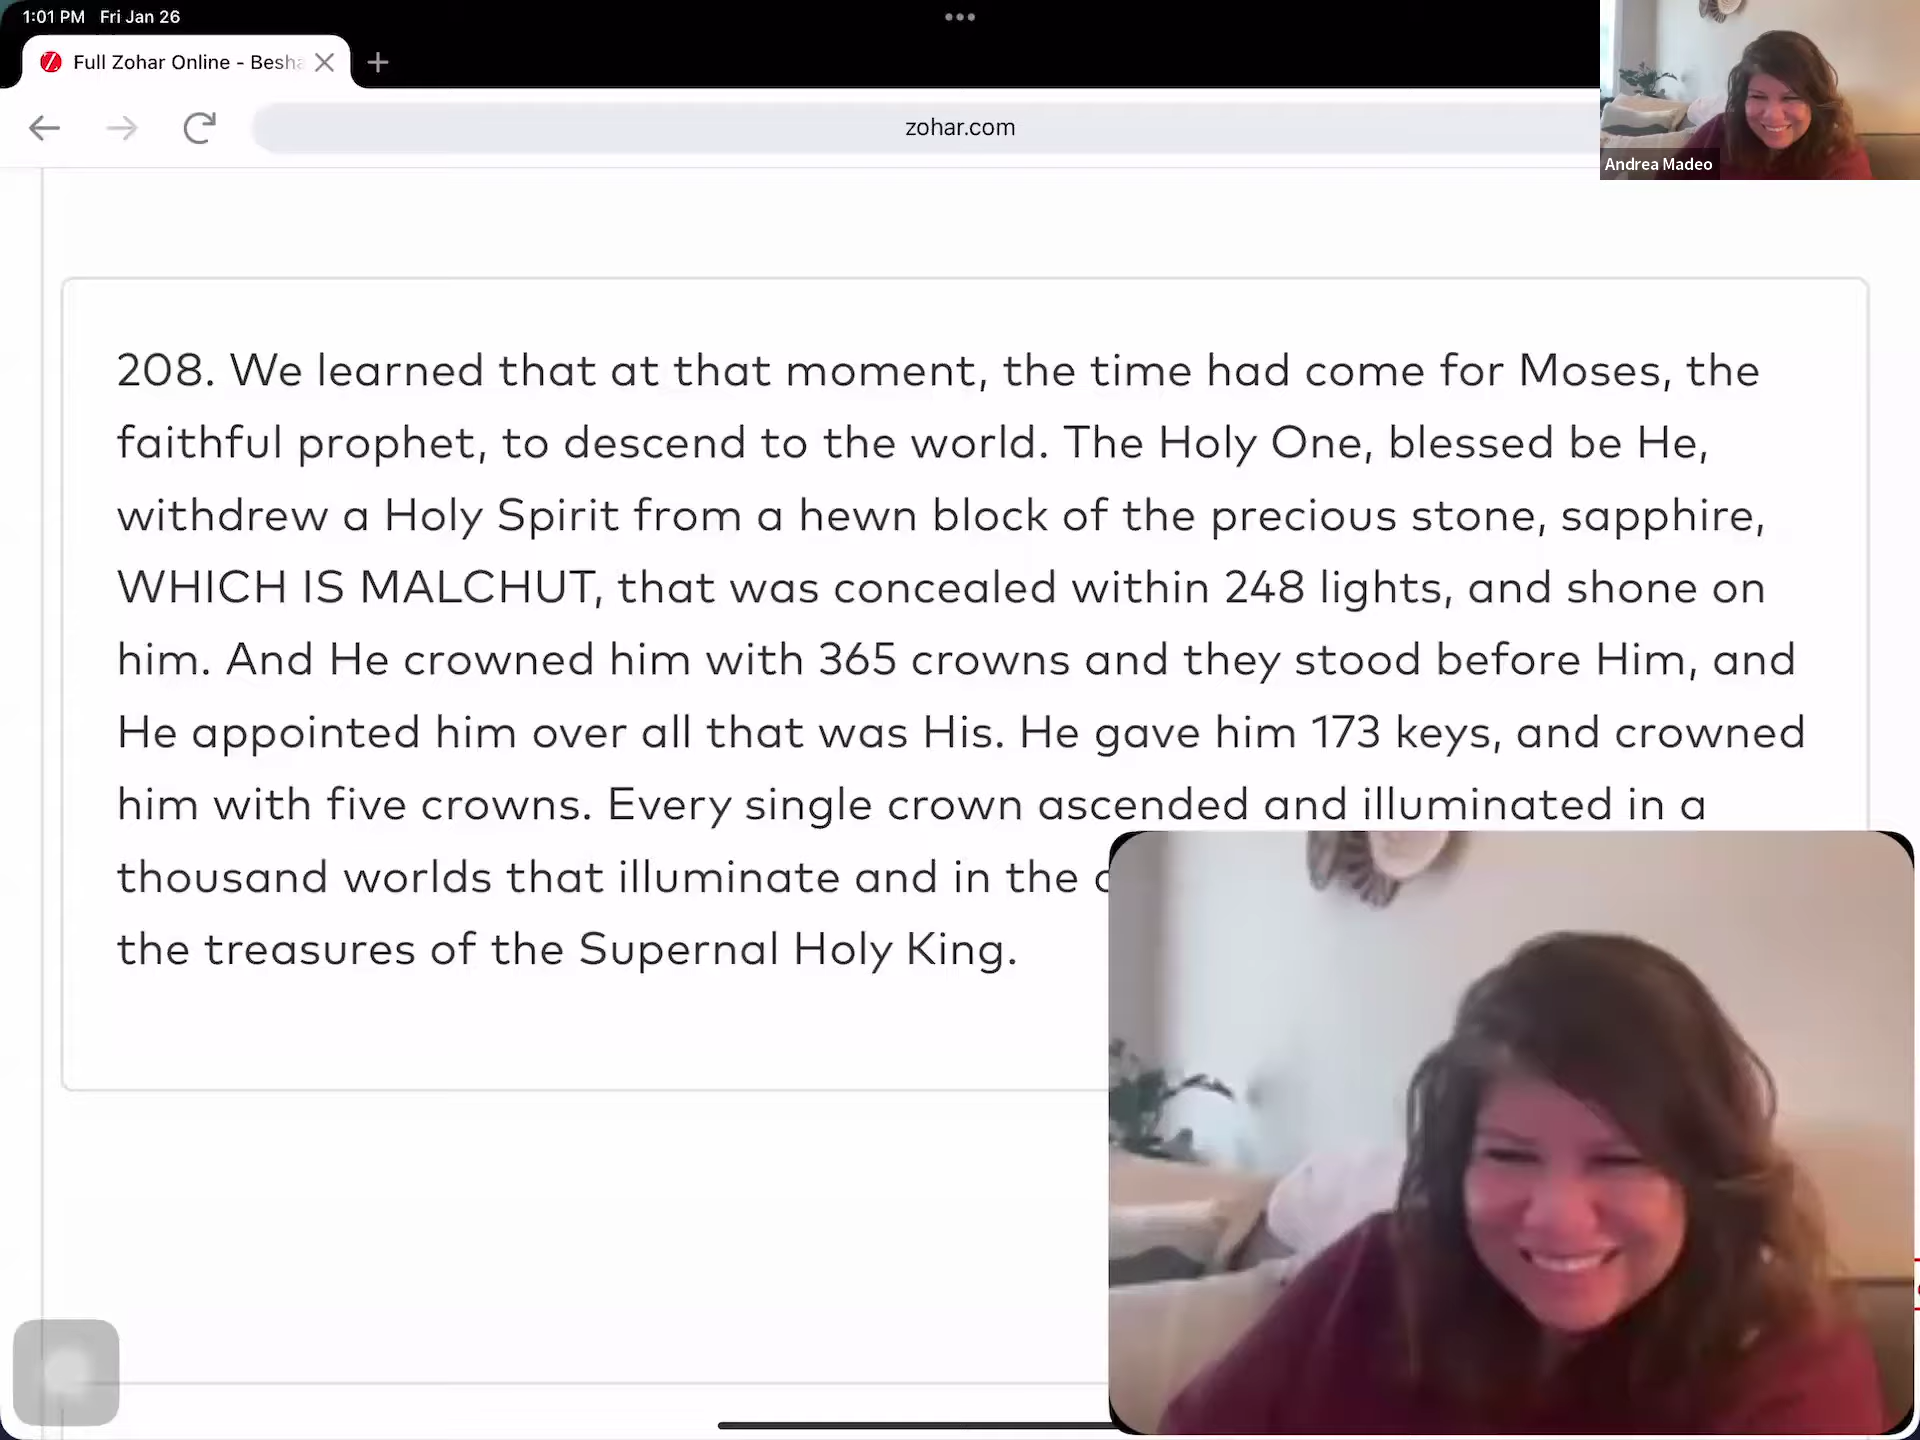 1:01 PM Fri Jan 26
Full Zohar Online - Besha
zohar.com
Andrea Madeo
208. We learned that at that moment, the time had come for Moses, the
faithful prophet, to descend to the world. The Holy One, blessed be He,
withdrew a Holy Spirit from a hewn block of the precious stone, sapphire,
WHICH IS MALCHUT, that was concealed within 248 lights, and shone on
him. And He crowned him with 365 crowns and they stood before Him, and
He appointed him over all that was His. He gave him 173 keys, and crowned
him with five crowns. Every single crown ascended and illuminated in a
thousand worlds that illuminate and in the
the treasures of the Supernal Holy King.